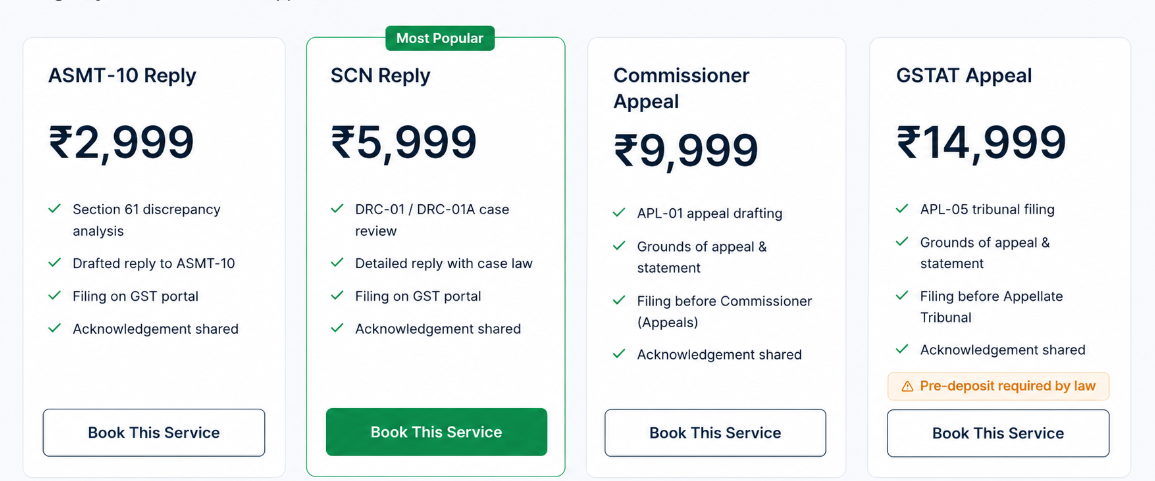 Most Popular
ASMT-10 Reply
₹2,999
Section 61 discrepancy
analysis
Drafted reply to ASMT-10
Filing on GST portal
Acknowledgement shared
Book This Service
SCN Reply
₹5,999
DRC-01 / DRC-01A case
review
Detailed reply with case law
Filing on GST portal
Acknowledgement shared
Book This Service
Commissioner
Appeal
₹9,999
APL-01 appeal drafting
Grounds of appeal &
statement
Filing before Commissioner
(Appeals)
Acknowledgement shared
Book This Service
GSTAT Appeal
₹14,999
APL-05 tribunal filing
Grounds of appeal &
statement
Filing before Appellate
Tribunal
Acknowledgement shared
Pre-deposit required by law
Book This Service